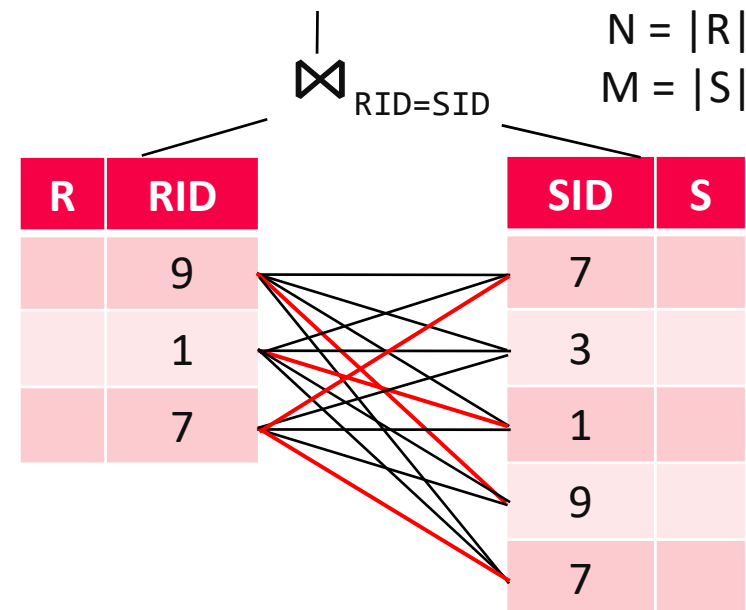 N = |R|
⋈ RID=SID
M = |S|
R RID
9
1
7
SID S
7
3
1
9
7